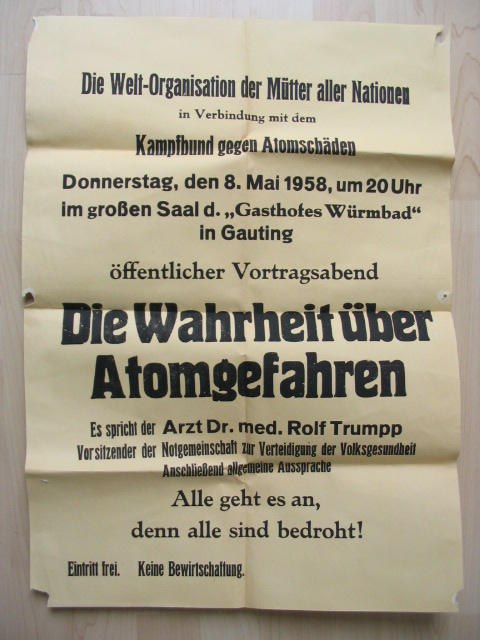 Die Welt-Organisation der Mütter aller Nationen
in Verbindung mit dem
Kampfbund gegen Atomschäden
Donnerstag, den 8. Mai 1958, um 20 Uhr
im großen Saal d. „Gasthofes Würmbad"
in Gauting
öffentlicher Vortragsabend
Die Wahrheit über
Atomgefahren
Es spricht der Arzt Dr. med. Rolf Trumpp
Vorsitzender der Notgemeinschaft zur Verteidigung der Volksgesundheit
Anschließend allgemeine Aussprache
Alle geht es an,
denn alle sind bedroht!
Eintritt frei. Keine Bewirtschaftung.